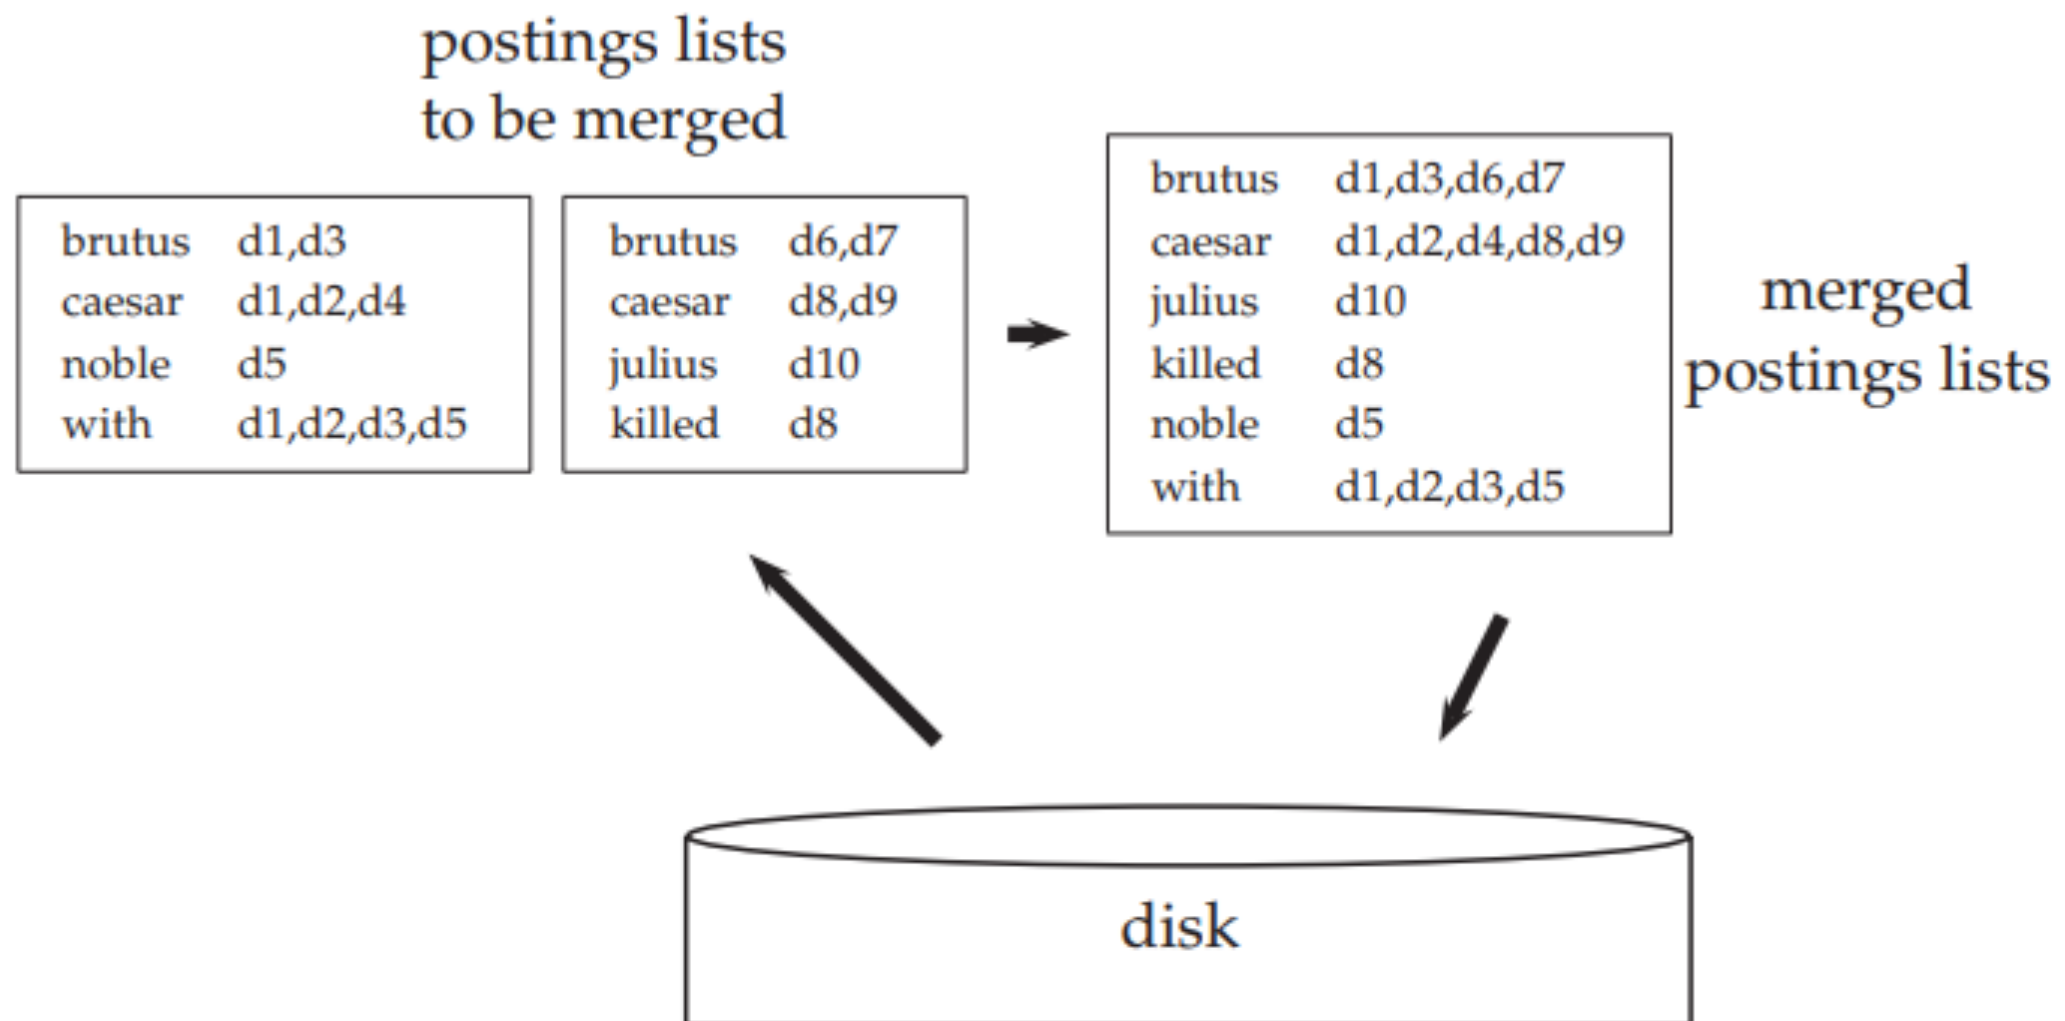 postings lists
to be merged
brutus d1,d3
caesar d1,d2,d4
noble d5
with d1,d2,d3,d5
brutus d6,d7
caesar d8,d9
julius d10
killed d8
brutus d1,d3,d6,d7
caesar d1,d2,d4,d8,d9
julius d10
killed d8
noble d5
with d1,d2,d3,d5
merged
postings lists
disk